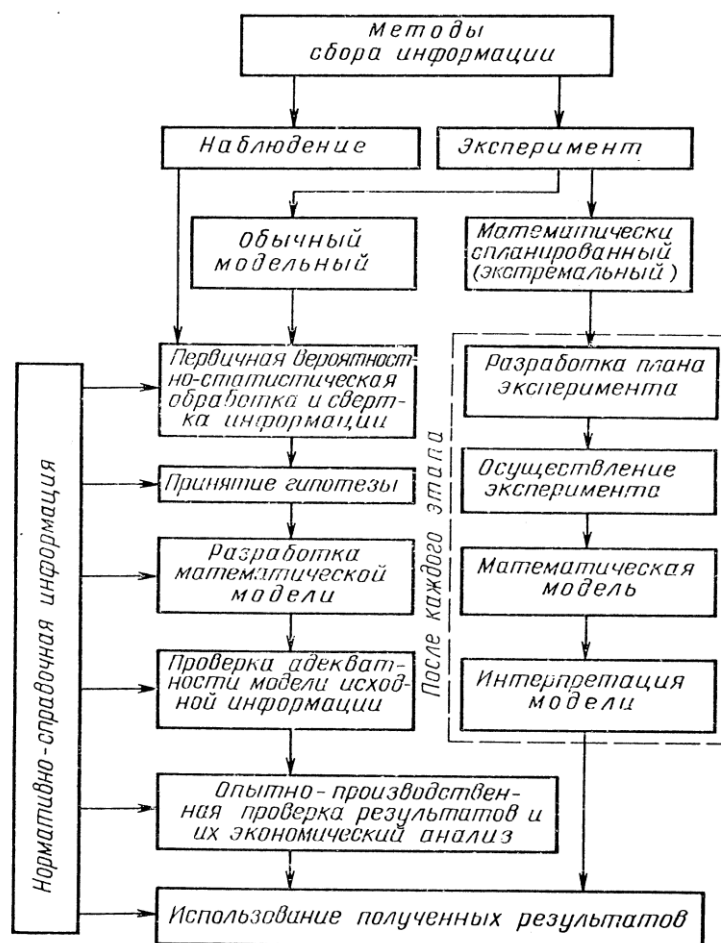 Методы
сбора информации
Наблюдение
Эксперимент
Обычный
модельный
Математически
спланированный
(экстремальный)
Первичная вероятност-
но-статистическая
обработка и сверт-
ка информации
Разработка плана
эксперимента
Принятие гипотезы
Осуществление
эксперимента
Разработка
математической
модели
Математическая
модель
Проверка адекват-
ности модели исход-
ной информации
Интерпретация
модели
После каждого этапа
Опытно-производствен-
ная проверка результатов и
их экономический анализ
Нормативно-справочная информация
Использование полученных результатов